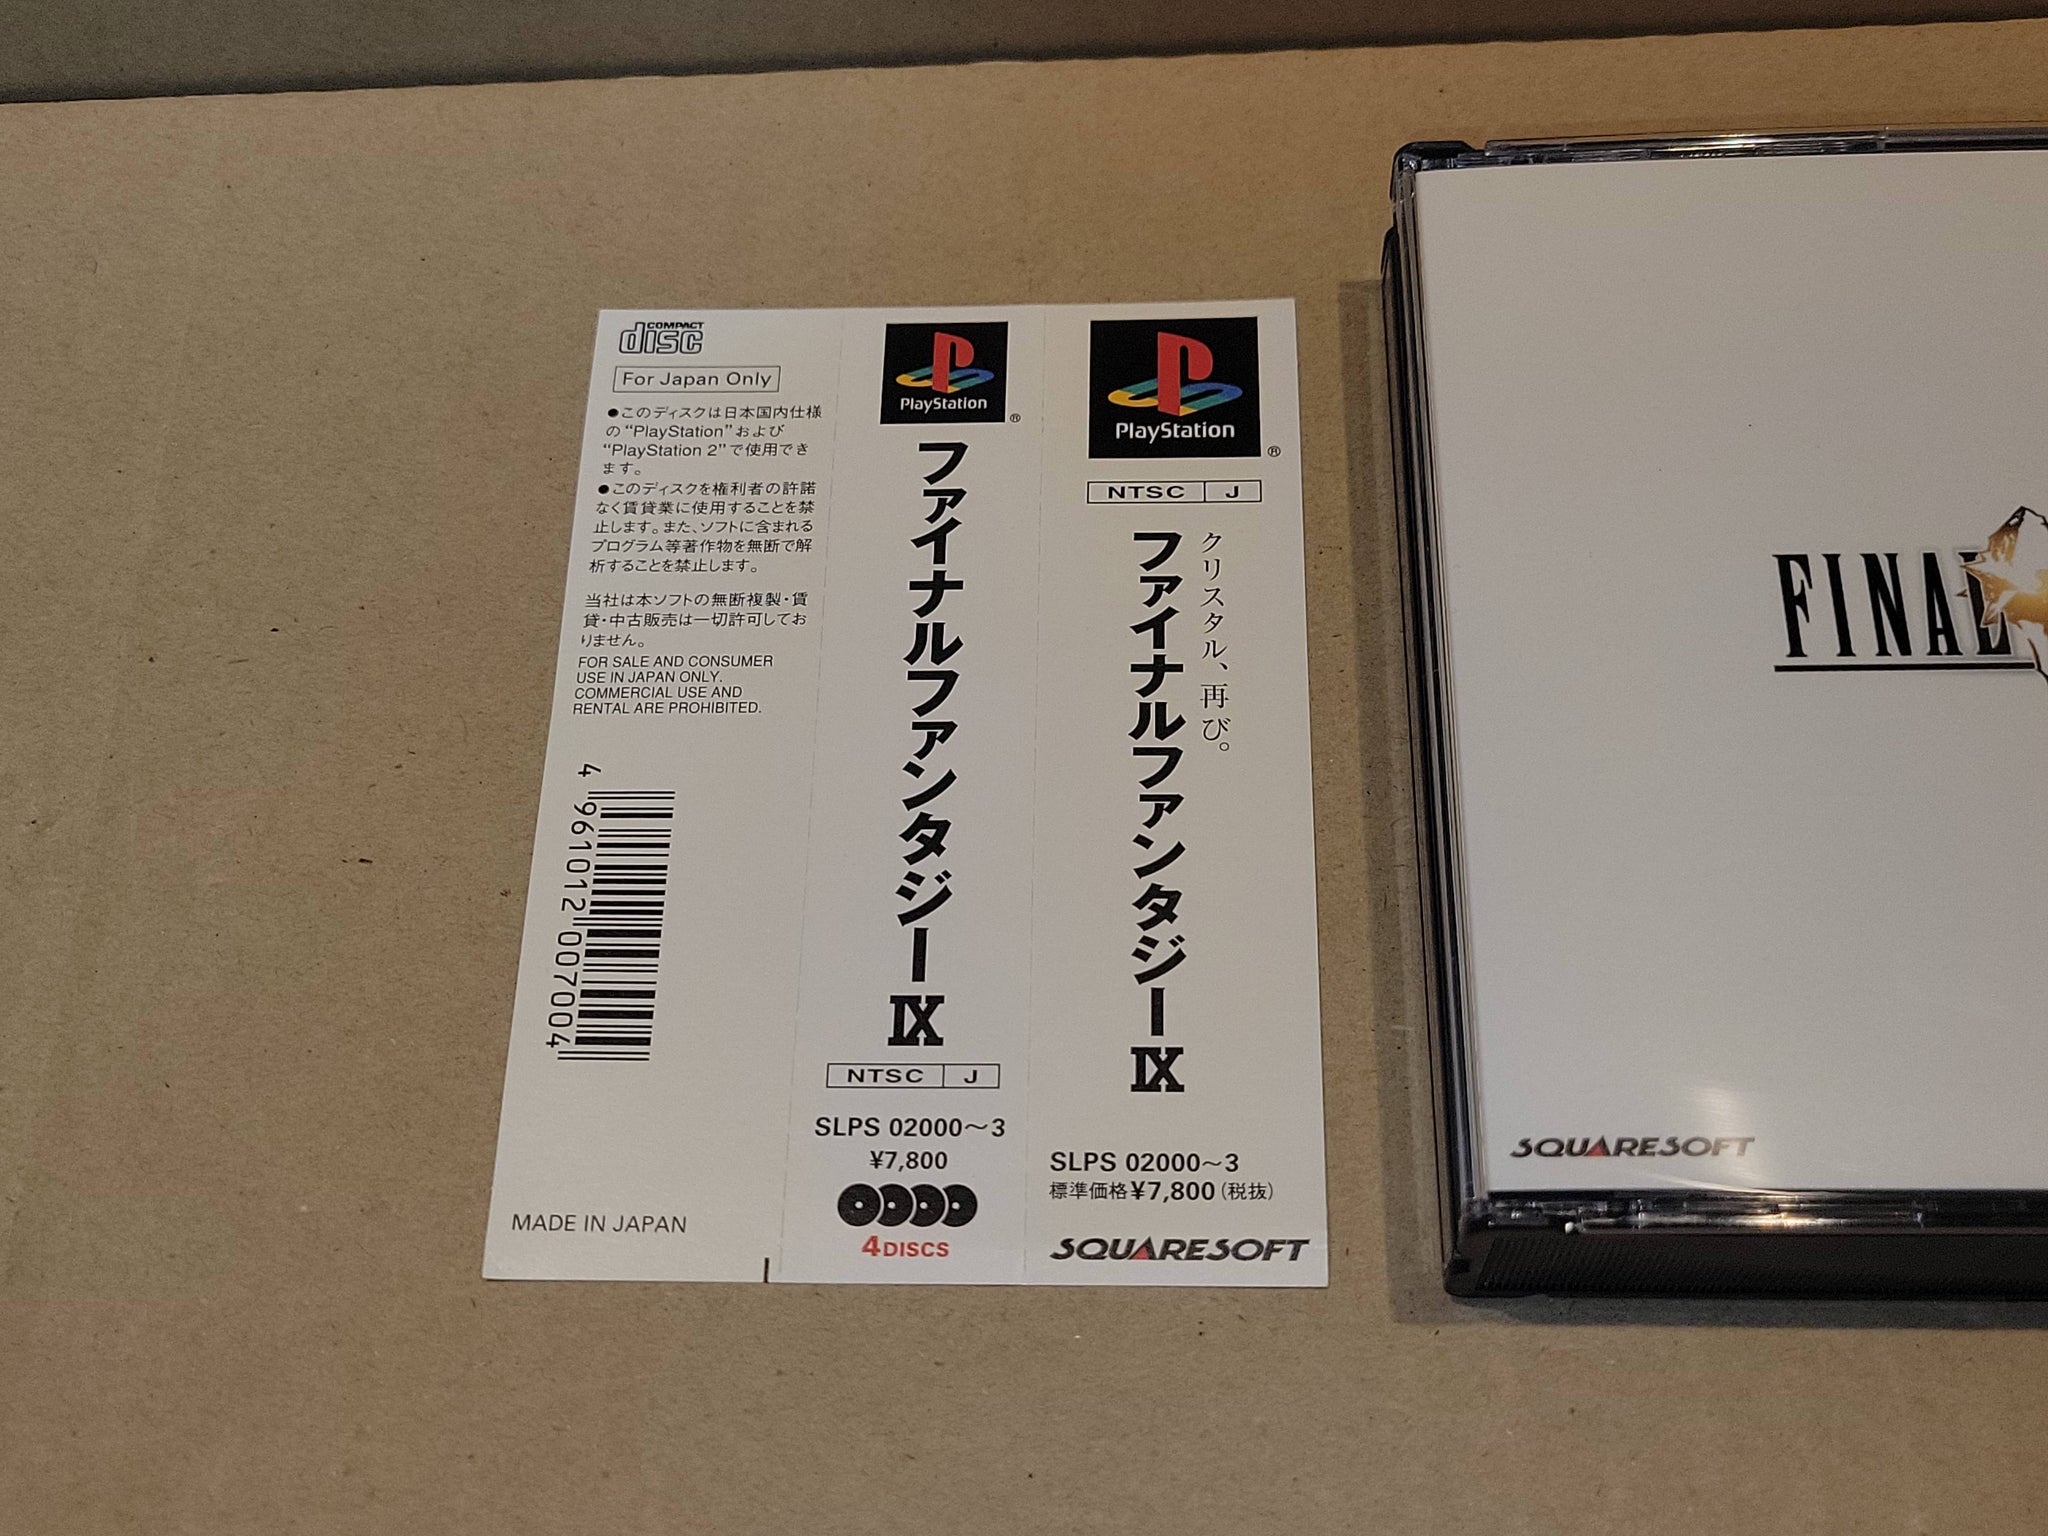 COMPACT
disc
For Japan Only
●このディスクは日本国内仕様
の“PlayStation”および
“PlayStation 2”で使用でき
ます。
●このディスクを権利者の許諾
なく賃貸業に使用することを禁
止します。また、ソフトに含まれる
プログラム等著作物を無断で解
析することを禁止します。
当社は本ソフトの無断複製・賃
貸・中古販売は一切許可してお
りません。
FOR SALE AND CONSUMER
USE IN JAPAN ONLY.
COMMERCIAL USE AND
RENTAL ARE PROHIBITED.
4 961012 007004
MADE IN JAPAN
PlayStation
®
ファイナルファンタジーIX
NTSC J
SLPS 02000～3
¥7,800
4DISCS
PlayStation
®
NTSC J
クリスタル、再び。
ファイナルファンタジーIX
SLPS 02000～3
標準価格¥7,800(税抜)
SQUARESOFT
FINAL
SQUARESOFT